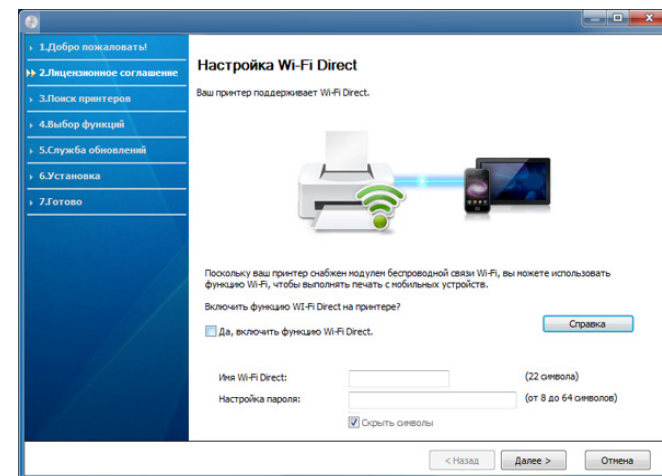 1.Добро пожаловать!
2.Лицензионное соглашение
3.Поиск принтеров
4.Выбор функций
5.Служба обновлений
6.Установка
7.Готово
Настройка Wi-Fi Direct
Ваш принтер поддерживает Wi-Fi Direct.
Поскольку ваш принтер снабжен модулем беспроводной связи Wi-Fi, вы можете использовать
функцию Wi-Fi, чтобы выполнять печать с мобильных устройств.
Включить функцию WI-Fi Direct на принтере?
Да, включить функцию Wi-Fi Direct.
Справка
Имя Wi-Fi Direct: (22 символа)
Настройка пароля: (от 8 до 64 символов)
Скрыть символы
< Назад Далее > Отмена